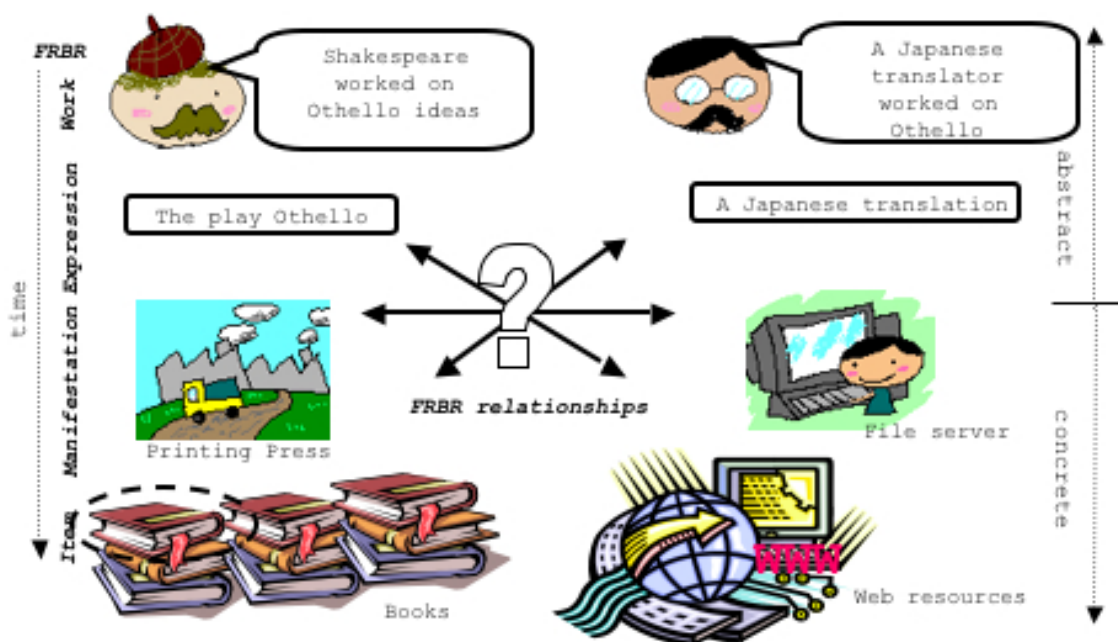 FRBR
Shakespeare
worked on
Othello ideas
A Japanese
translator
worked on
Othello
Work
Expression
Manifestation
Item
time
The play Othello
A Japanese translation
?
abstract
concrete
FRBR relationships
Printing Press
File server
WWW
Books
Web resources